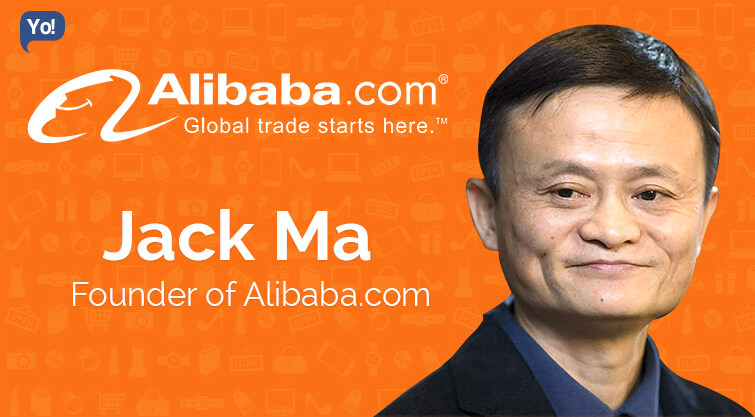 Yo!
Alibaba.com®
Global trade starts here.™
Jack Ma
Founder of Alibaba.com